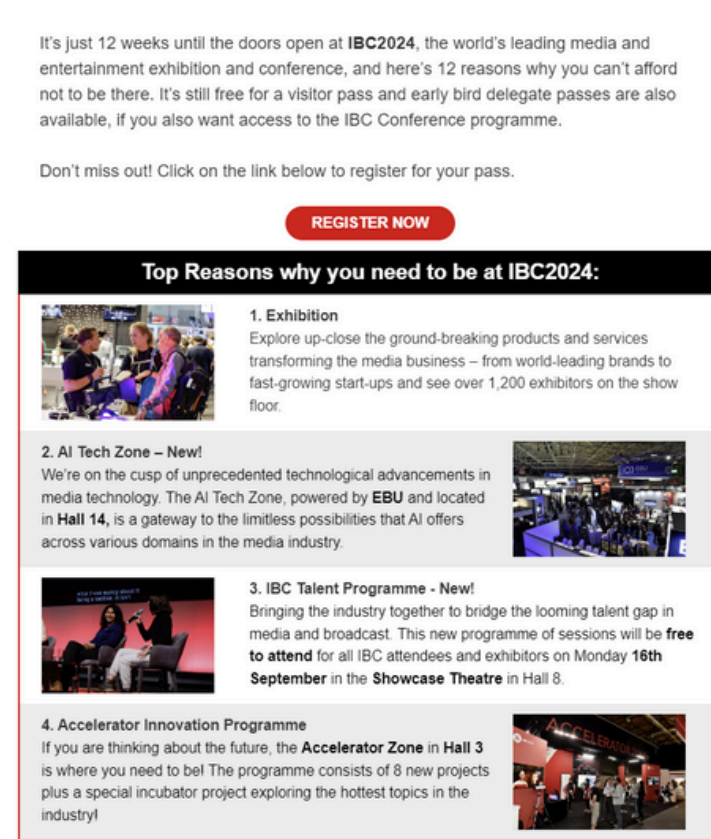 It's just 12 weeks until the doors open at IBC2024, the world's leading media and
entertainment exhibition and conference, and here's 12 reasons why you can't afford
not to be there. It's still free for a visitor pass and early bird delegate passes are also
available, if you also want access to the IBC Conference programme.
Don't miss out! Click on the link below to register for your pass.
REGISTER NOW
Top Reasons why you need to be at IBC2024:
1. Exhibition
Explore up-close the ground-breaking products and services
transforming the media business – from world-leading brands to
fast-growing start-ups and see over 1,200 exhibitors on the show
floor.
2. AI Tech Zone – New!
We're on the cusp of unprecedented technological advancements in
media technology. The AI Tech Zone, powered by EBU and located
in Hall 14, is a gateway to the limitless possibilities that AI offers
across various domains in the media industry.
EBU
3. IBC Talent Programme - New!
Bringing the industry together to bridge the looming talent gap in
media and broadcast. This new programme of sessions will be free
to attend for all IBC attendees and exhibitors on Monday 16th
September in the Showcase Theatre in Hall 8.
4. Accelerator Innovation Programme
If you are thinking about the future, the Accelerator Zone in Hall 3
is where you need to be! The programme consists of 8 new projects
plus a special incubator project exploring the hottest topics in the
industry!